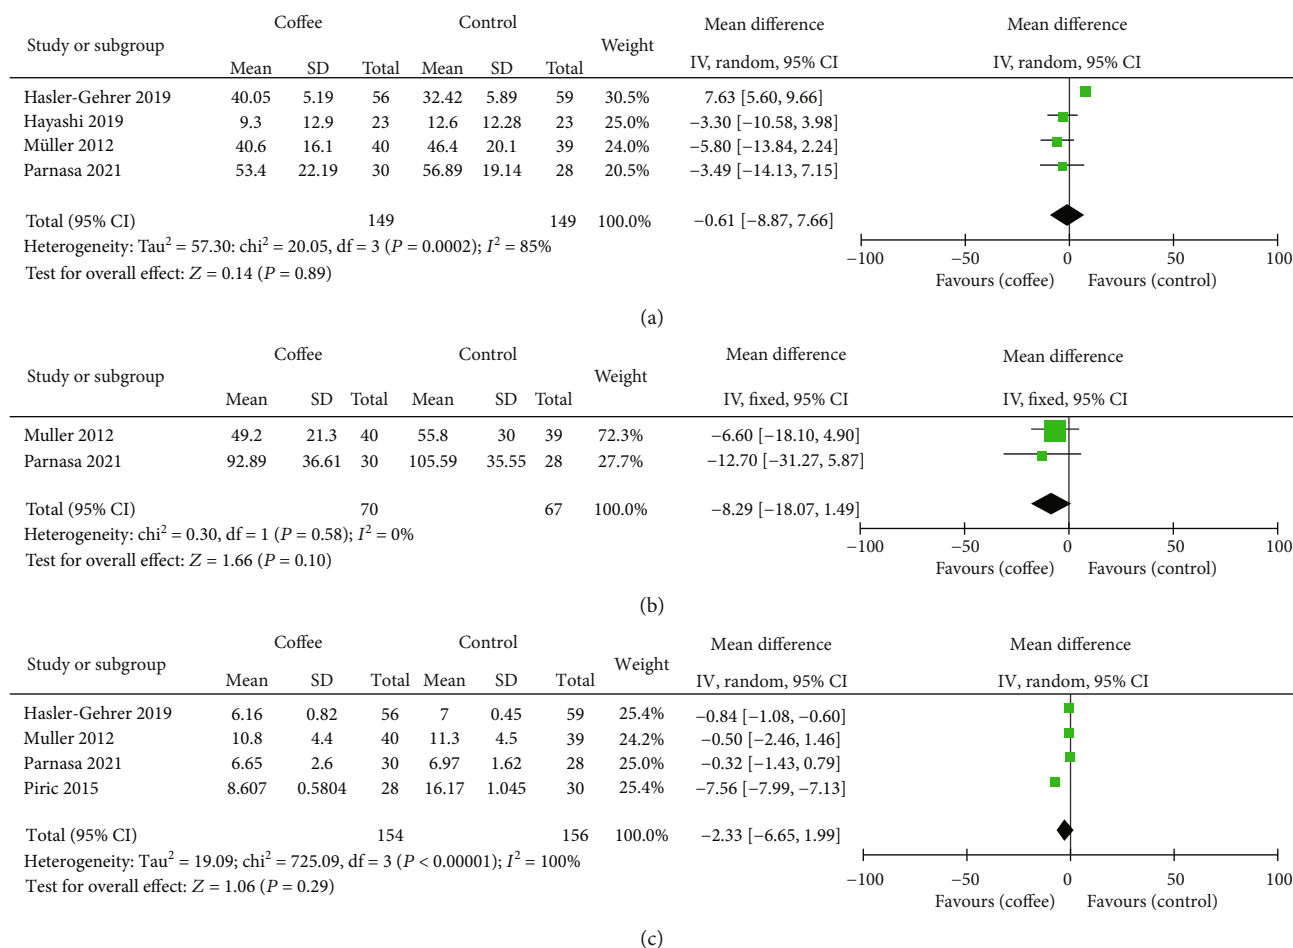 Study or subgroup Coffee Control Weight Mean difference Mean difference
Mean SD Total Mean SD Total IV, random, 95% CI IV, random, 95% CI
Hasler-Gehrer 2019 40.05 5.19 56 32.42 5.89 59 30.5% 7.63 [5.60, 9.66]
Hayashi 2019 9.3 12.9 23 12.6 12.28 23 25.0% −3.30 [−10.58, 3.98]
Müller 2012 40.6 16.1 40 46.4 20.1 39 24.0% −5.80 [−13.84, 2.24]
Parnasa 2021 53.4 22.19 30 56.89 19.14 28 20.5% −3.49 [−14.13, 7.15]
Total (95% CI) 149 149 100.0% −0.61 [−8.87, 7.66]
Heterogeneity: Tau² = 57.30: chi² = 20.05, df = 3 (P = 0.0002); I² = 85%
Test for overall effect: Z = 0.14 (P = 0.89)
−100 −50 0 50 100
Favours (coffee) Favours (control)
(a)
Study or subgroup Coffee Control Weight Mean difference Mean difference
Mean SD Total Mean SD Total IV, fixed, 95% CI IV, fixed, 95% CI
Muller 2012 49.2 21.3 40 55.8 30 39 72.3% −6.60 [−18.10, 4.90]
Parnasa 2021 92.89 36.61 30 105.59 35.55 28 27.7% −12.70 [−31.27, 5.87]
Total (95% CI) 70 67 100.0% −8.29 [−18.07, 1.49]
Heterogeneity: chi² = 0.30, df = 1 (P = 0.58); I² = 0%
Test for overall effect: Z = 1.66 (P = 0.10)
−100 −50 0 50 100
Favours (coffee) Favours (control)
(b)
Study or subgroup Coffee Control Weight Mean difference Mean difference
Mean SD Total Mean SD Total IV, random, 95% CI IV, random, 95% CI
Hasler-Gehrer 2019 6.16 0.82 56 7 0.45 59 25.4% −0.84 [−1.08, −0.60]
Muller 2012 10.8 4.4 40 11.3 4.5 39 24.2% −0.50 [−2.46, 1.46]
Parnasa 2021 6.65 2.6 30 6.97 1.62 28 25.0% −0.32 [−1.43, 0.79]
Piric 2015 8.607 0.5804 28 16.17 1.045 30 25.4% −7.56 [−7.99, −7.13]
Total (95% CI) 154 156 100.0% −2.33 [−6.65, 1.99]
Heterogeneity: Tau² = 19.09; chi² = 725.09, df = 3 (P < 0.00001); I² = 100%
Test for overall effect: Z = 1.06 (P = 0.29)
−100 −50 0 50 100
Favours (coffee) Favours (control)
(c)